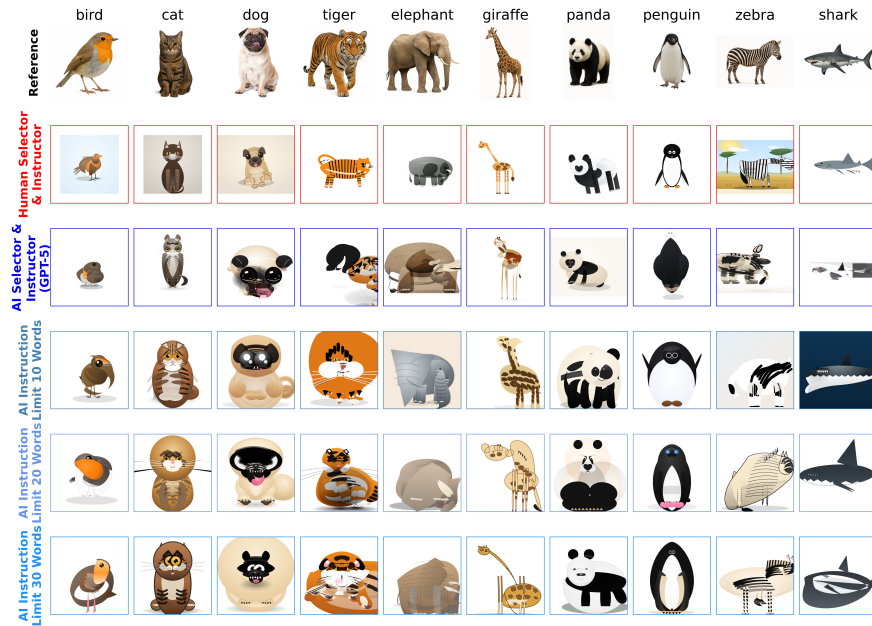 bird cat dog tiger elephant giraffe panda penguin zebra shark
Reference
Human Selector
& Instructor
AI Selector &
Instructor
(GPT-5)
AI Instruction
Limit 10 Words
AI Instruction
Limit 20 Words
AI Instruction
Limit 30 Words